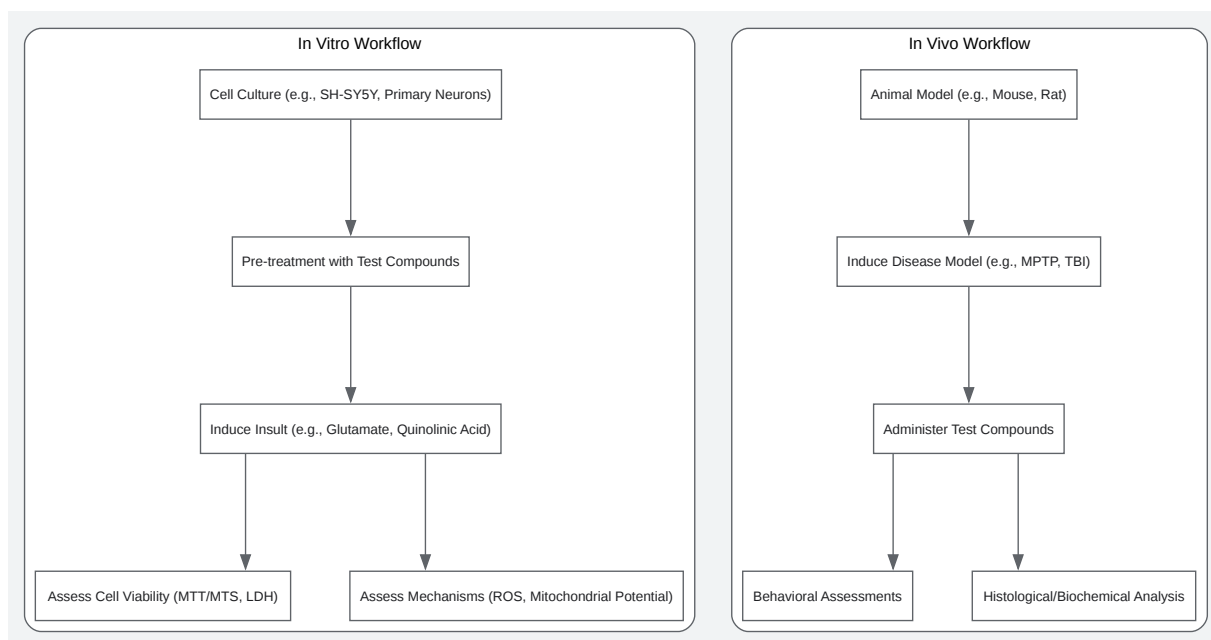 In Vitro Workflow
Cell Culture (e.g., SH-SY5Y, Primary Neurons)
Pre-treatment with Test Compounds
Induce Insult (e.g., Glutamate, Quinolinic Acid)
Assess Cell Viability (MTT/MTS, LDH)
Assess Mechanisms (ROS, Mitochondrial Potential)
In Vivo Workflow
Animal Model (e.g., Mouse, Rat)
Induce Disease Model (e.g., MPTP, TBI)
Administer Test Compounds
Behavioral Assessments
Histological/Biochemical Analysis